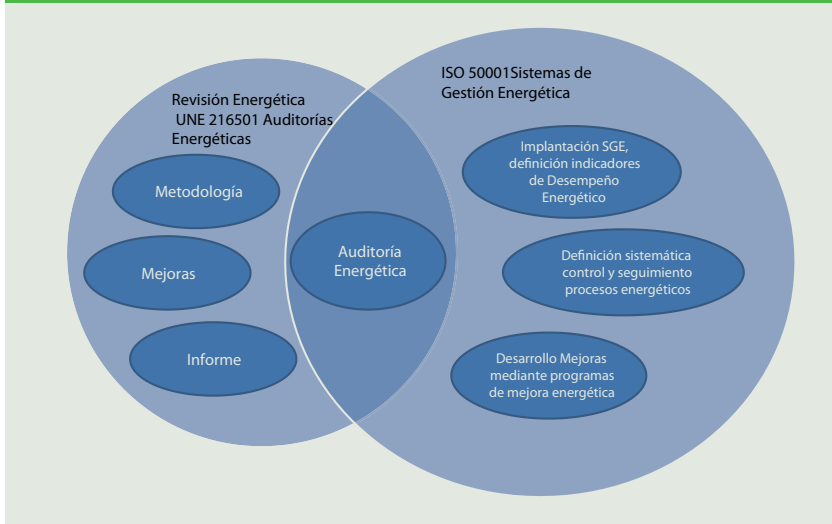 Revisión Energética
UNE 216501 Auditorías
Energéticas
Metodología
Mejoras
Informe
Auditoría
Energética
ISO 50001Sistemas de
Gestión Energética
Implantación SGE,
definición indicadores
de Desempeño
Energético
Definición sistemática
control y seguimiento
procesos energéticos
Desarrollo Mejoras
mediante programas
de mejora energética